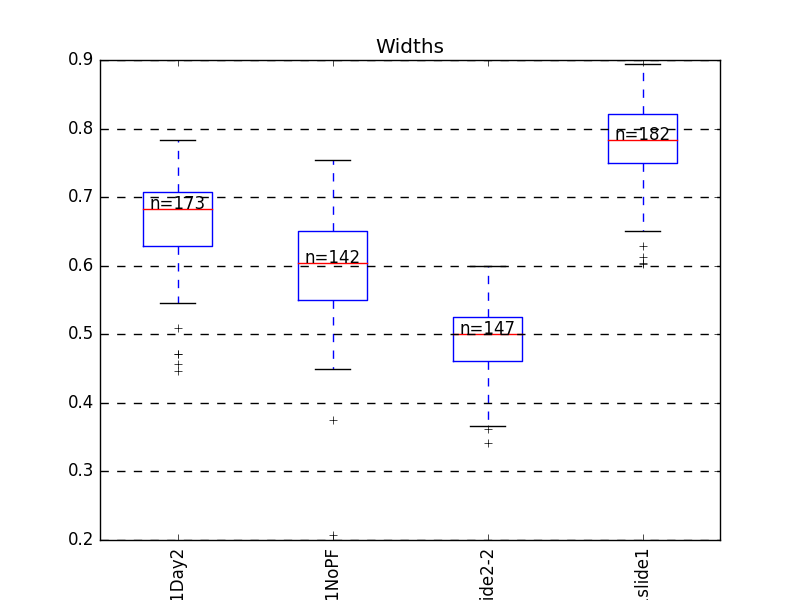 Widths
0.9
0.8
0.7
0.6
0.5
0.4
0.3
0.2
n=173
n=142
n=147
n=182
1Day2
1NoPF
ide2-2
slide1